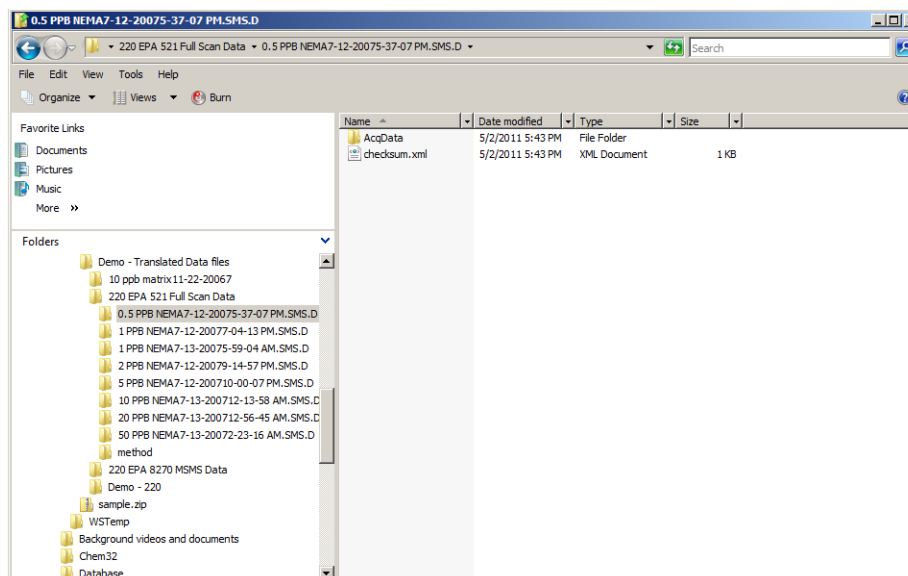 0.5 PPB NEMA7-12-20075-37-07 PM.SMS.D
220 EPA 521 Full Scan Data 0.5 PPB NEMA7-12-20075-37-07 PM.SMS.D Search
File Edit View Tools Help
Organize Views Burn
Favorite Links
Documents
Pictures
Music
More »
Folders
Demo - Translated Data files
10 ppb matrix11-22-20067
220 EPA 521 Full Scan Data
0.5 PPB NEMA7-12-20075-37-07 PM.SMS.D
1 PPB NEMA7-12-20077-04-13 PM.SMS.D
1 PPB NEMA7-13-20075-59-04 AM.SMS.D
2 PPB NEMA7-12-20079-14-57 PM.SMS.D
5 PPB NEMA7-12-200710-00-07 PM.SMS.D
10 PPB NEMA7-13-200712-13-58 AM.SMS.D
20 PPB NEMA7-13-200712-56-45 AM.SMS.D
50 PPB NEMA7-13-20072-23-16 AM.SMS.D
method
220 EPA 8270 MSMS Data
Demo - 220
sample.zip
WSTemp
Background videos and documents
Chem32
Database
Name Date modified Type Size
AcqData 5/2/2011 5:43 PM File Folder
checksum.xml 5/2/2011 5:43 PM XML Document 1 KB